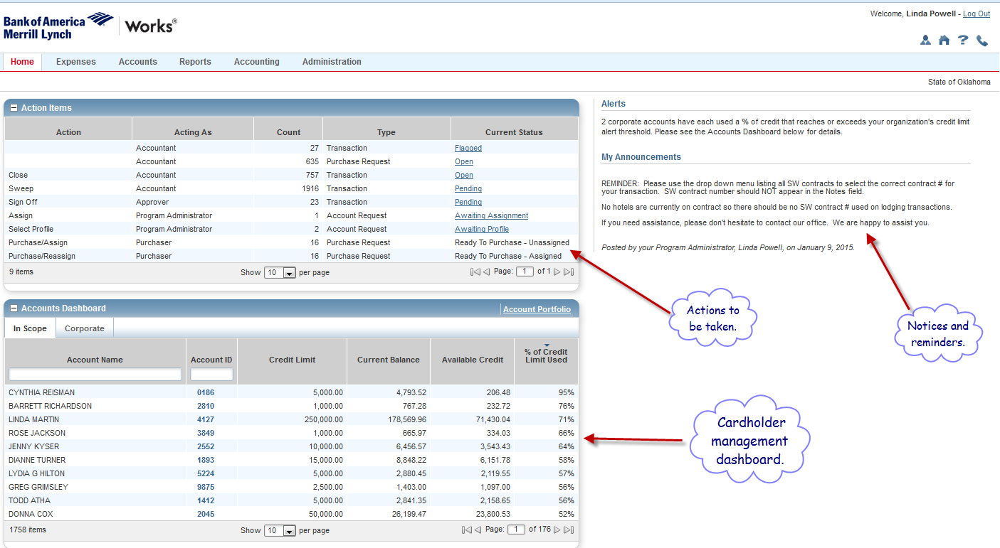 Bank of America
Merrill Lynch
Works®
Welcome, Linda Powell - Log Out
Home Expenses Accounts Reports Accounting Administration
State of Oklahoma
Action Items
Action Acting As Count Type Current Status
Accountant 27 Transaction Flagged
Accountant 635 Purchase Request Open
Close Accountant 757 Transaction Open
Sweep Accountant 1916 Transaction Pending
Sign Off Approver 23 Transaction Pending
Assign Program Administrator 1 Account Request Awaiting Assignment
Select Profile Program Administrator 2 Account Request Awaiting Profile
Purchase/Assign Purchaser 16 Purchase Request Ready To Purchase - Unassigned
Purchase/Reassign Purchaser 16 Purchase Request Ready To Purchase - Assigned
9 items Show 10 per page Page: 1 of 1
Alerts
2 corporate accounts have each used a % of credit that reaches or exceeds your organization's credit limit
alert threshold. Please see the Accounts Dashboard below for details.
My Announcements
REMINDER: Please use the drop down menu listing all SW contracts to select the correct contract # for
your transaction. SW contract number should NOT appear in the Notes field.
No hotels are currently on contract so there should be no SW contract # used on lodging transactions.
If you need assistance, please don't hesitate to contact our office. We are happy to assist you.
Posted by your Program Administrator, Linda Powell, on January 9, 2015.
Actions to
be taken.
Notices and
reminders.
Accounts Dashboard Account Portfolio
In Scope Corporate
Account Name Account ID Credit Limit Current Balance Available Credit % of Credit
Limit Used
CYNTHIA REISMAN 0186 5,000.00 4,793.52 206.48 95%
BARRETT RICHARDSON 2810 1,000.00 767.28 232.72 76%
LINDA MARTIN 4127 250,000.00 178,569.96 71,430.04 71%
ROSE JACKSON 3849 1,000.00 665.97 334.03 66%
JENNY KYSER 2552 10,000.00 6,456.57 3,543.43 64%
DIANNE TURNER 1893 15,000.00 8,848.22 6,151.78 58%
LYDIA G HILTON 5224 5,000.00 2,880.45 2,119.55 57%
GREG GRIMSLEY 9875 2,500.00 1,403.00 1,097.00 56%
TODD ATHA 1412 5,000.00 2,841.35 2,158.65 56%
DONNA COX 2045 50,000.00 26,199.47 23,800.53 52%
1758 items Show 10 per page Page: 1 of 176
Cardholder
management
dashboard.